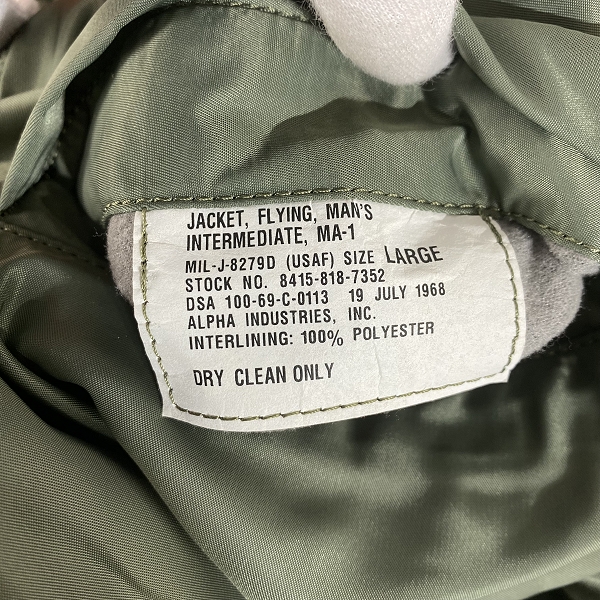 JACKET, FLYING, MAN'S
INTERMEDIATE, MA-1
MIL-J-8279D (USAF) SIZE LARGE
STOCK NO. 8415-818-7352
DSA 100-69-C-0113 19 JULY 1968
ALPHA INDUSTRIES, INC.
INTERLINING: 100% POLYESTER
DRY CLEAN ONLY